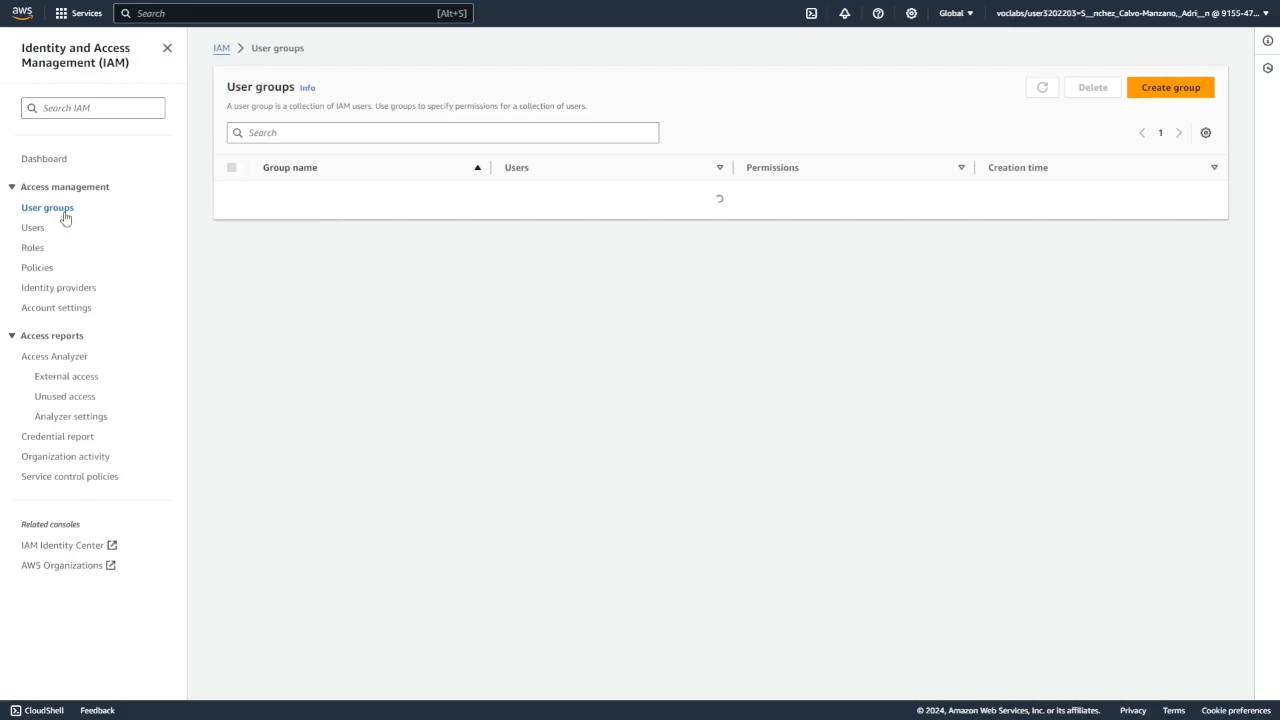 aws Services Search [Alt+S] Global voclabs/user3202203=S__nchez_Calvo-Manzano,_Adri__n @ 9155-47...
Identity and Access
Management (IAM)
Search IAM
Dashboard
Access management
User groups
Users
Roles
Policies
Identity providers
Account settings
Access reports
Access Analyzer
External access
Unused access
Analyzer settings
Credential report
Organization activity
Service control policies
Related consoles
IAM Identity Center
AWS Organizations
IAM > User groups
User groups Info
Delete
Create group
A user group is a collection of IAM users. Use groups to specify permissions for a collection of users.
Search
1
Group name Users Permissions Creation time
CloudShell Feedback © 2024, Amazon Web Services, Inc. or its affiliates. Privacy Terms Cookie preferences